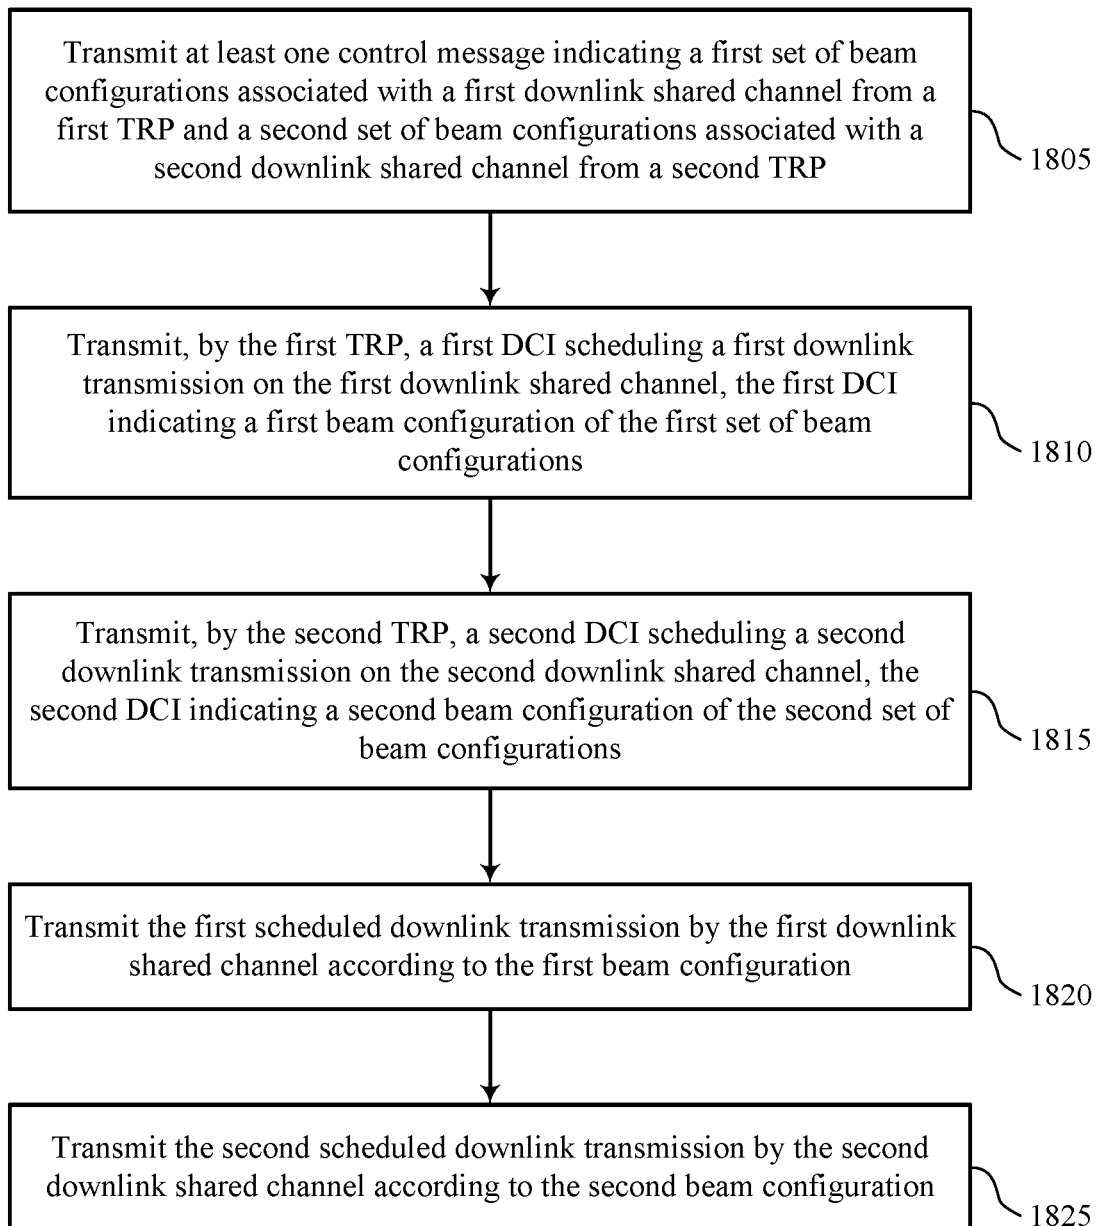 Transmit at least one control message indicating a first set of beam
configurations associated with a first downlink shared channel from a
first TRP and a second set of beam configurations associated with a
second downlink shared channel from a second TRP
1805
Transmit, by the first TRP, a first DCI scheduling a first downlink
transmission on the first downlink shared channel, the first DCI
indicating a first beam configuration of the first set of beam
configurations
1810
Transmit, by the second TRP, a second DCI scheduling a second
downlink transmission on the second downlink shared channel, the
second DCI indicating a second beam configuration of the second set of
beam configurations
1815
Transmit the first scheduled downlink transmission by the first downlink
shared channel according to the first beam configuration
1820
Transmit the second scheduled downlink transmission by the second
downlink shared channel according to the second beam configuration
1825